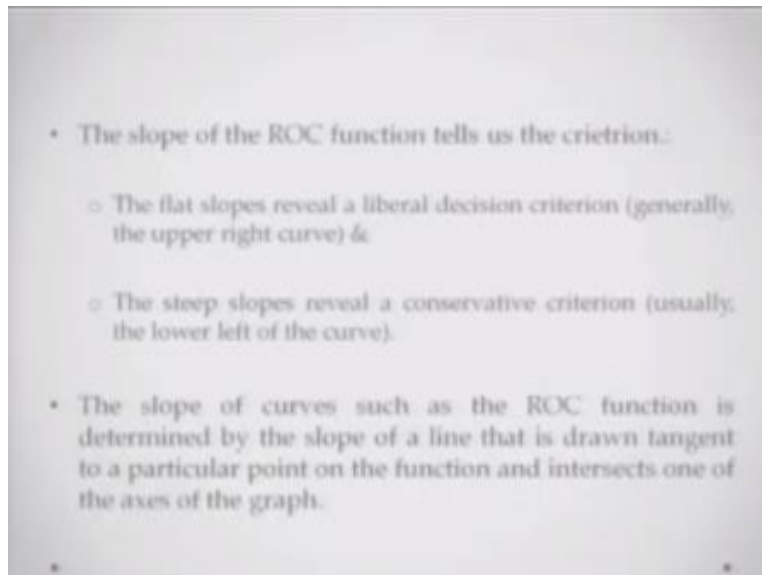 • The slope of the ROC function tells us the crietrion.:
o The flat slopes reveal a liberal decision criterion (generally,
the upper right curve) &
o The steep slopes reveal a conservative criterion (usually,
the lower left of the curve).
• The slope of curves such as the ROC function is
determined by the slope of a line that is drawn tangent
to a particular point on the function and intersects one of
the axes of the graph.